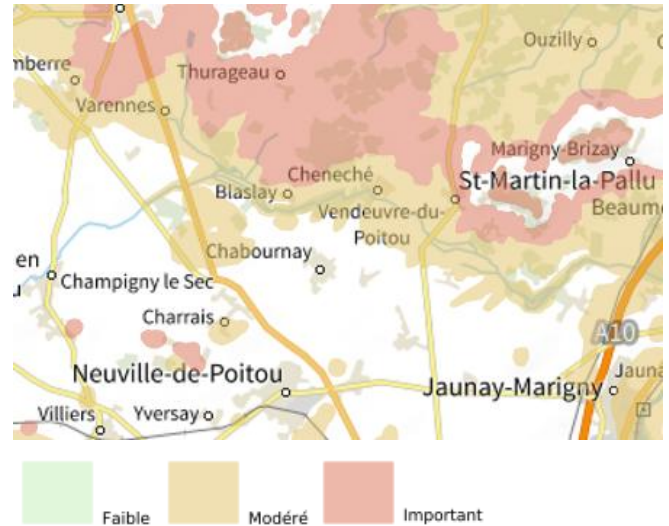 Ouzilly
mberre
Thurageau
Varennes
Marigny-Brizay
Cheneché
St-Martin-la-Pallu
Blaslay
Vendeuvre-du-
Poitou
Beaume
Chabournay
en
Champigny le Sec
Charrais
A10
Neuville-de-Poitou
Jauna
Jaunay-Marigny
Villiers
Yversay
Faible
Modéré
Important